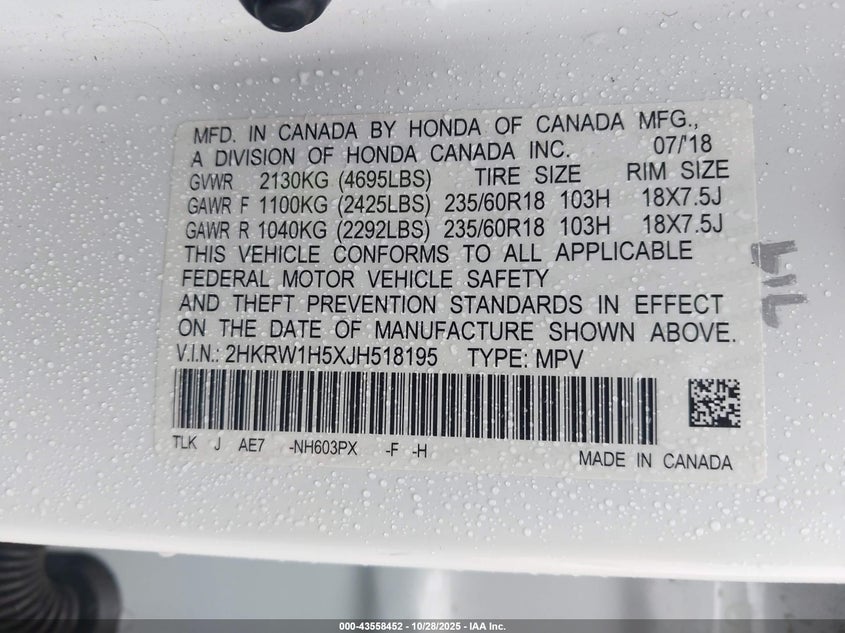 MFD. IN CANADA BY HONDA OF CANADA MFG.,
A DIVISION OF HONDA CANADA INC. 07/'18
GVWR 2130KG (4695LBS) TIRE SIZE RIM SIZE
GAWR F 1100KG (2425LBS) 235/60R18 103H 18X7.5J
GAWR R 1040KG (2292LBS) 235/60R18 103H 18X7.5J
THIS VEHICLE CONFORMS TO ALL APPLICABLE
FEDERAL MOTOR VEHICLE SAFETY
AND THEFT PREVENTION STANDARDS IN EFFECT
ON THE DATE OF MANUFACTURE SHOWN ABOVE.
V.I.N.: 2HKRW1H5XJH518195 TYPE: MPV
TLK J AE7 -NH603PX -F -H
MADE IN CANADA
000-43558452 | 10/28/2025 | IAA Inc.